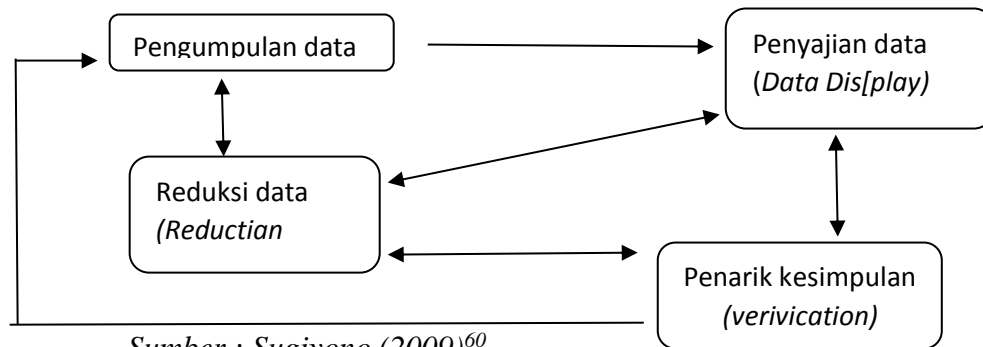 Pengumpulan data
Penyajian data
(Data Dis[play)
Reduksi data
(Reductian
Penarik kesimpulan
(verivication)
Sumber : Sugiyono (2009)60